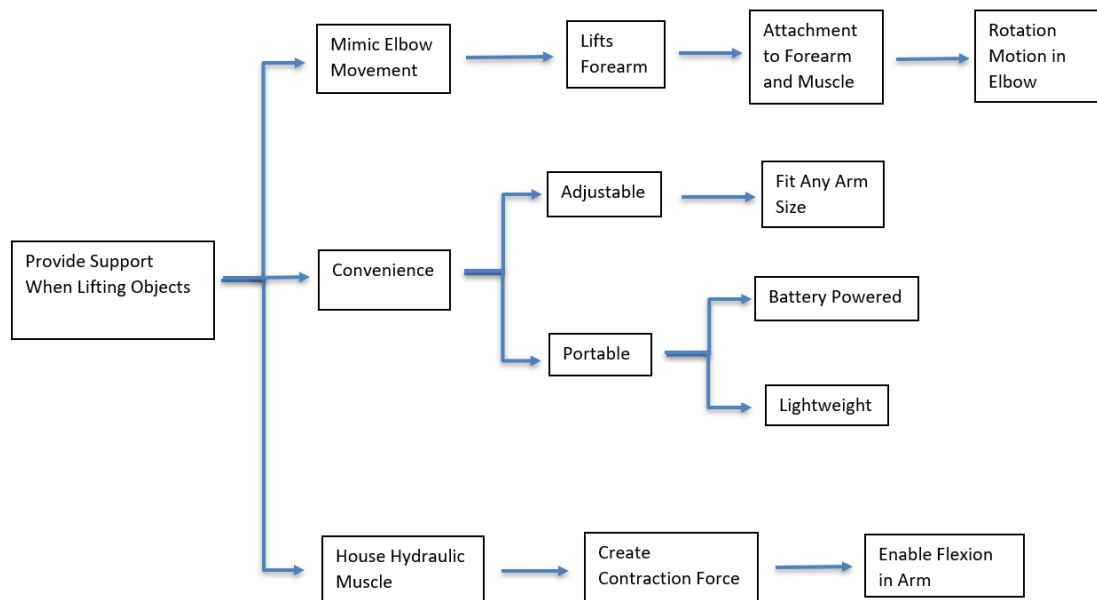 Mimic Elbow
Movement
Lifts
Forearm
Attachment
to Forearm
and Muscle
Rotation
Motion in
Elbow
Adjustable
Fit Any Arm
Size
Provide Support
When Lifting Objects
Convenience
Battery Powered
Portable
Lightweight
House Hydraulic
Muscle
Create
Contraction Force
Enable Flexion
in Arm